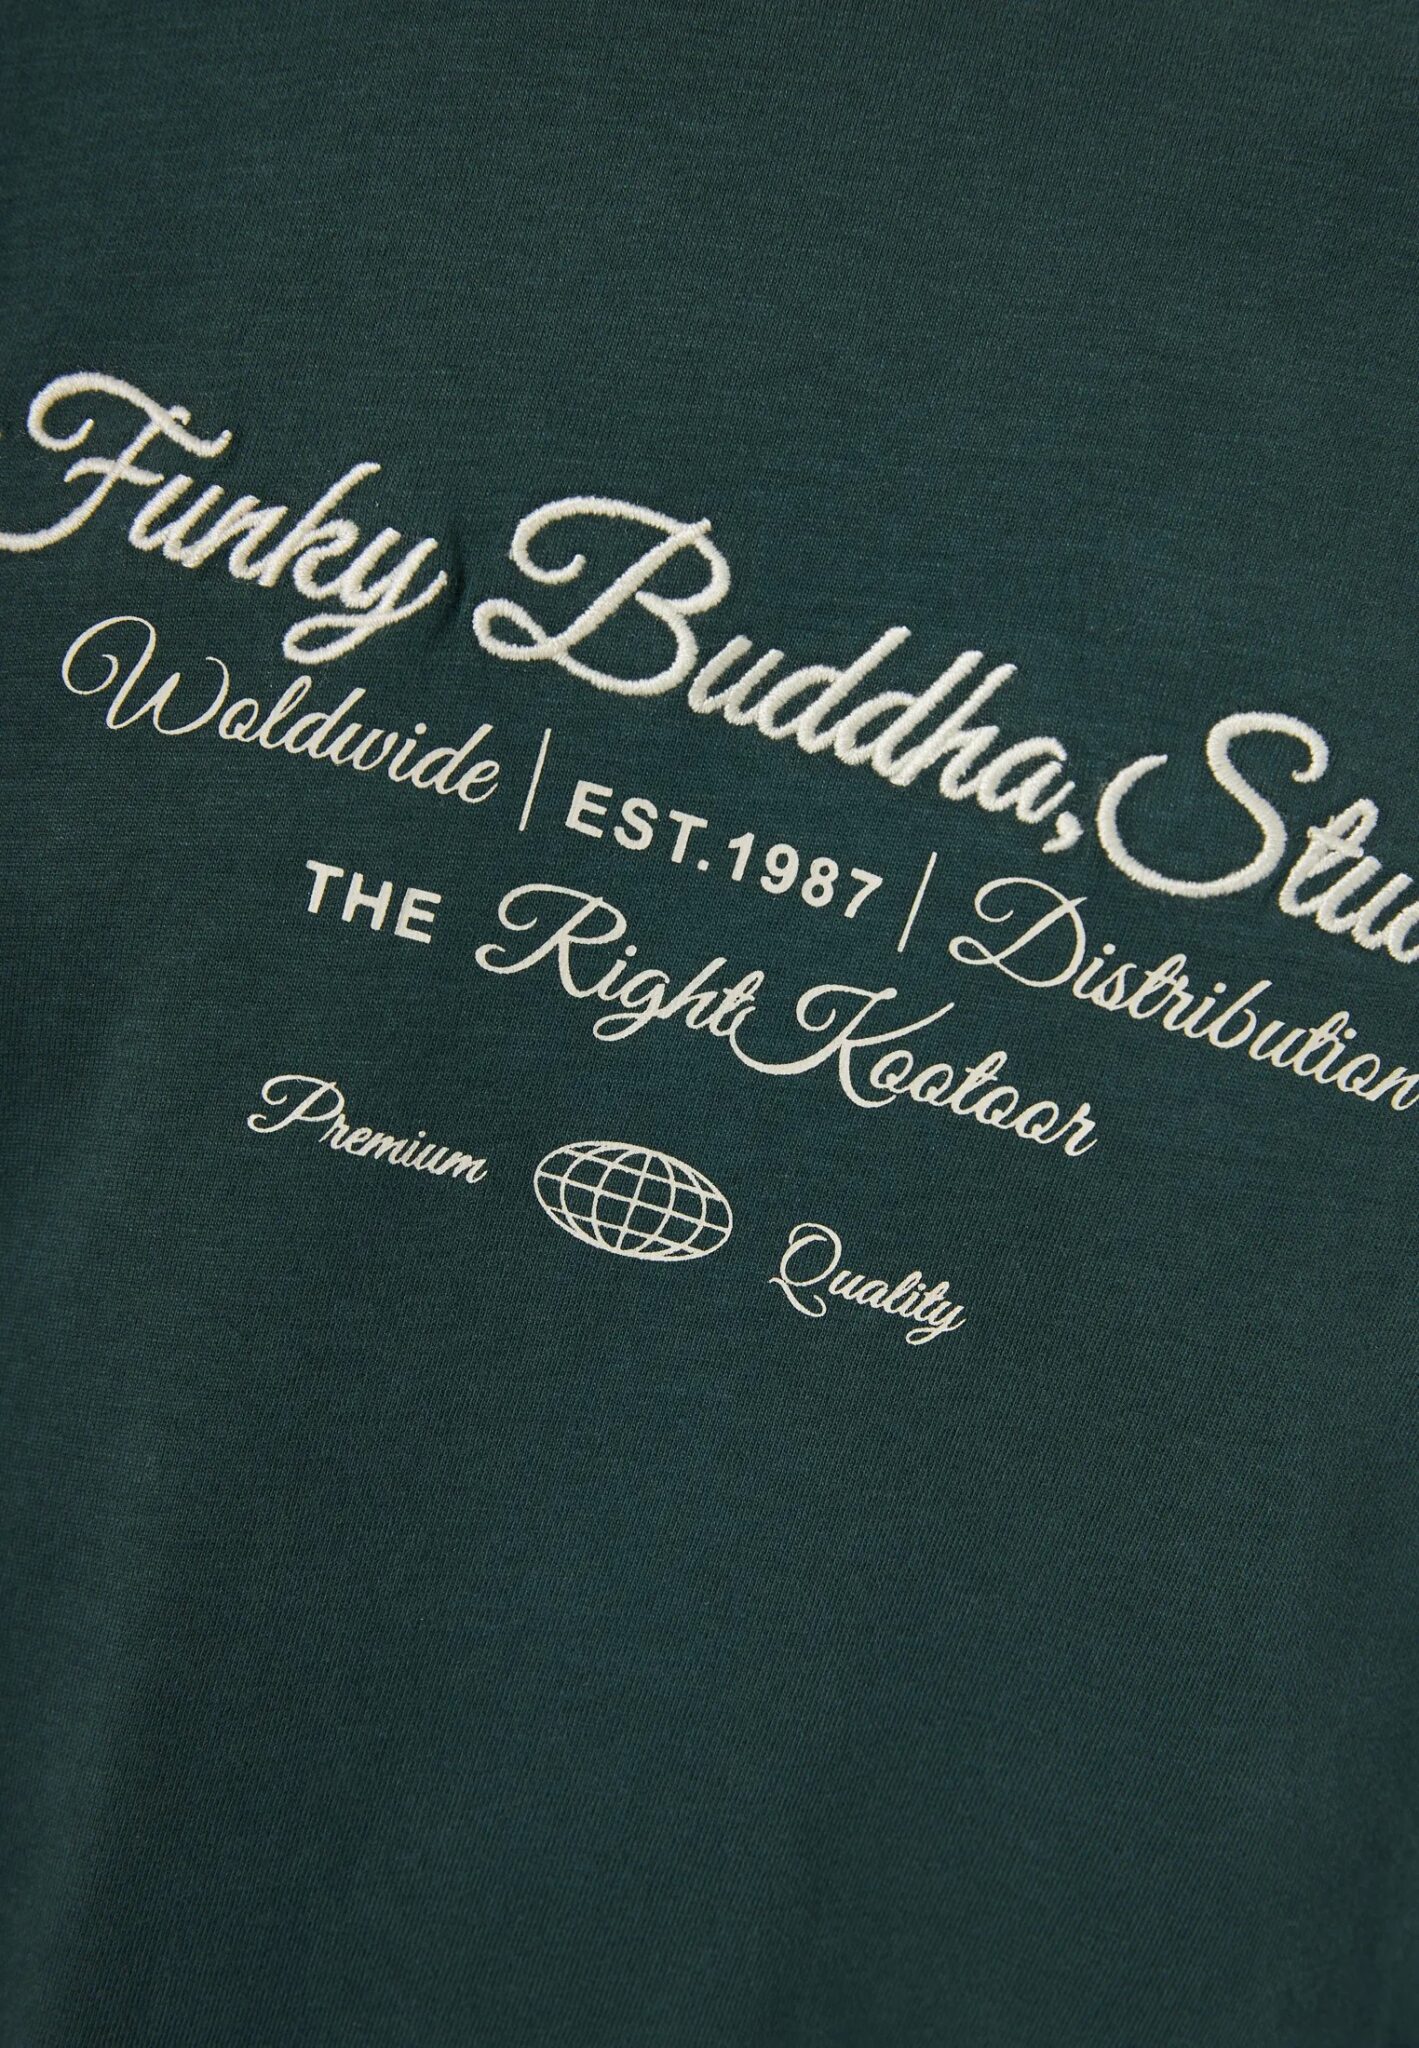 Funky Buddha, Stu
Woldwide | EST.1987 | Distribution
THE Right Kootoor
Premium Quality